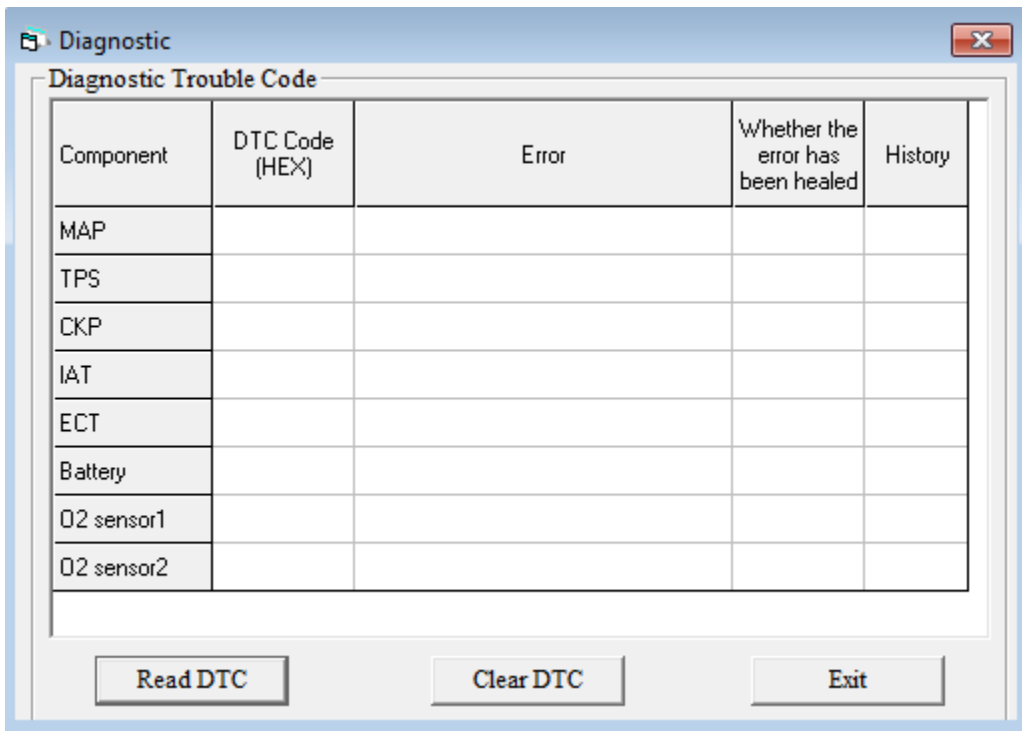 Diagnostic
Diagnostic Trouble Code
Component
DTC Code
(HEX)
Error
Whether the
error has
been healed
History
MAP
TPS
CKP
IAT
ECT
Battery
O2 sensor1
O2 sensor2
Read DTC
Clear DTC
Exit